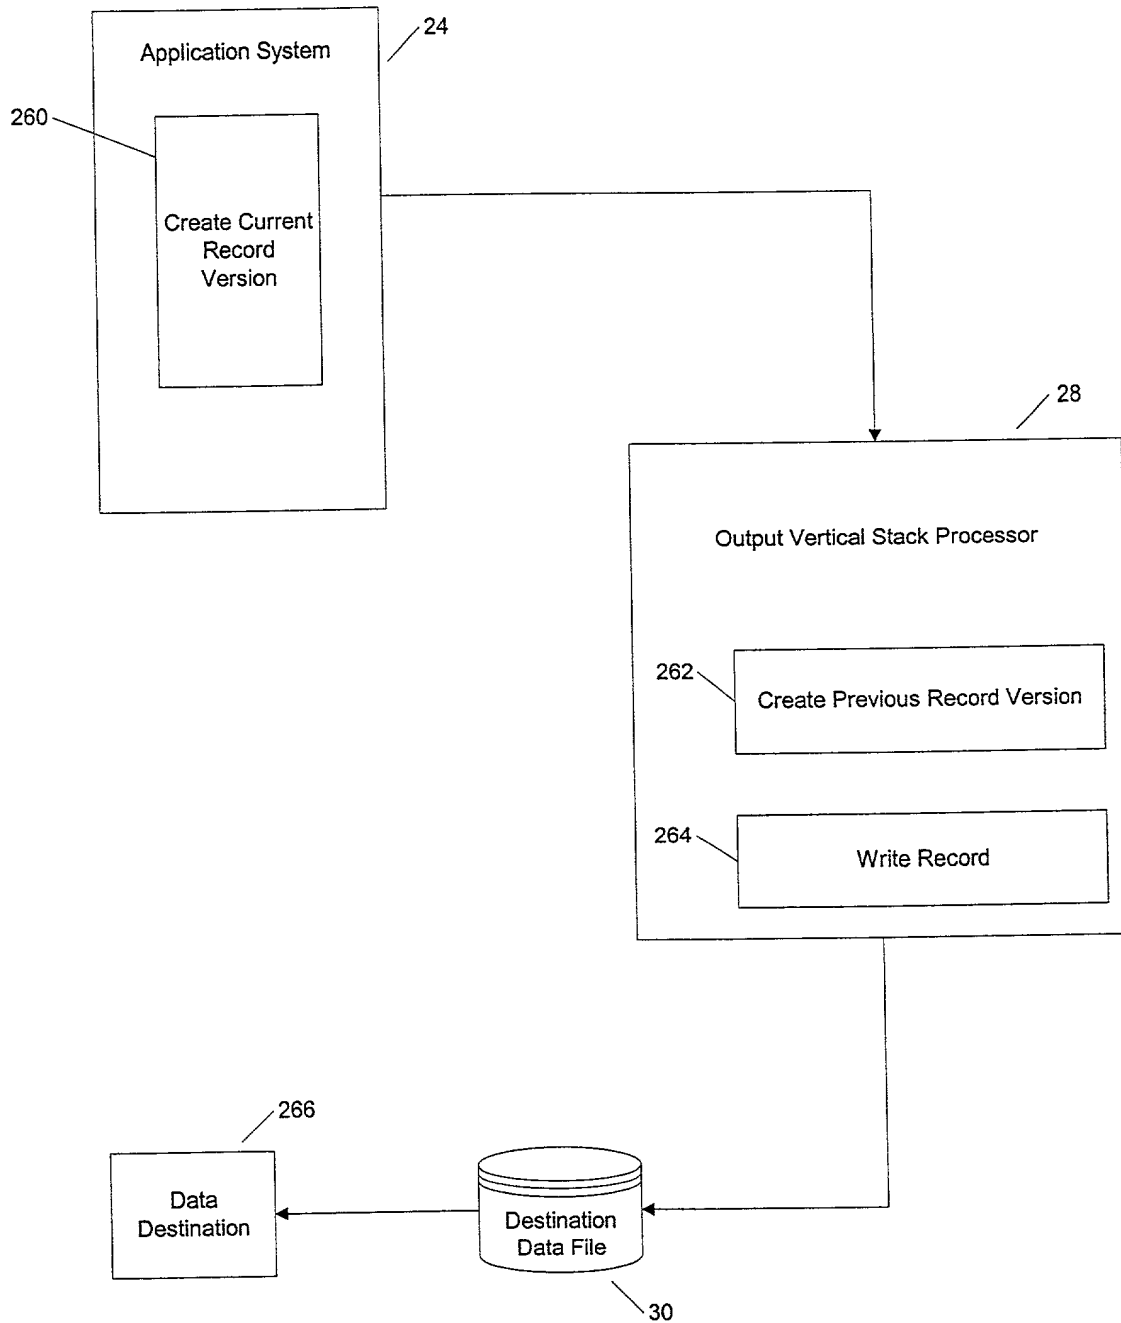 24
Application System
260
Create Current
Record
Version
28
Output Vertical Stack Processor
262
Create Previous Record Version
264
Write Record
266
Data
Destination
Destination
Data File
30